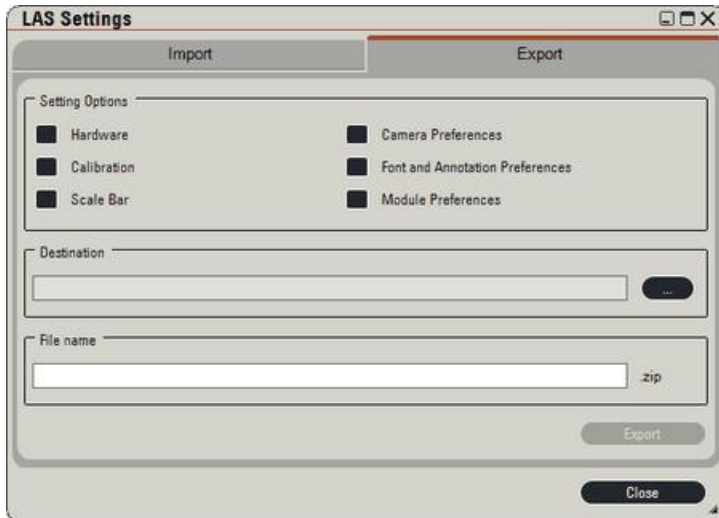 LAS Settings
Import
Export
Setting Options
Hardware
Camera Preferences
Calibration
Font and Annotation Preferences
Scale Bar
Module Preferences
Destination
...
File name
.zip
Export
Close